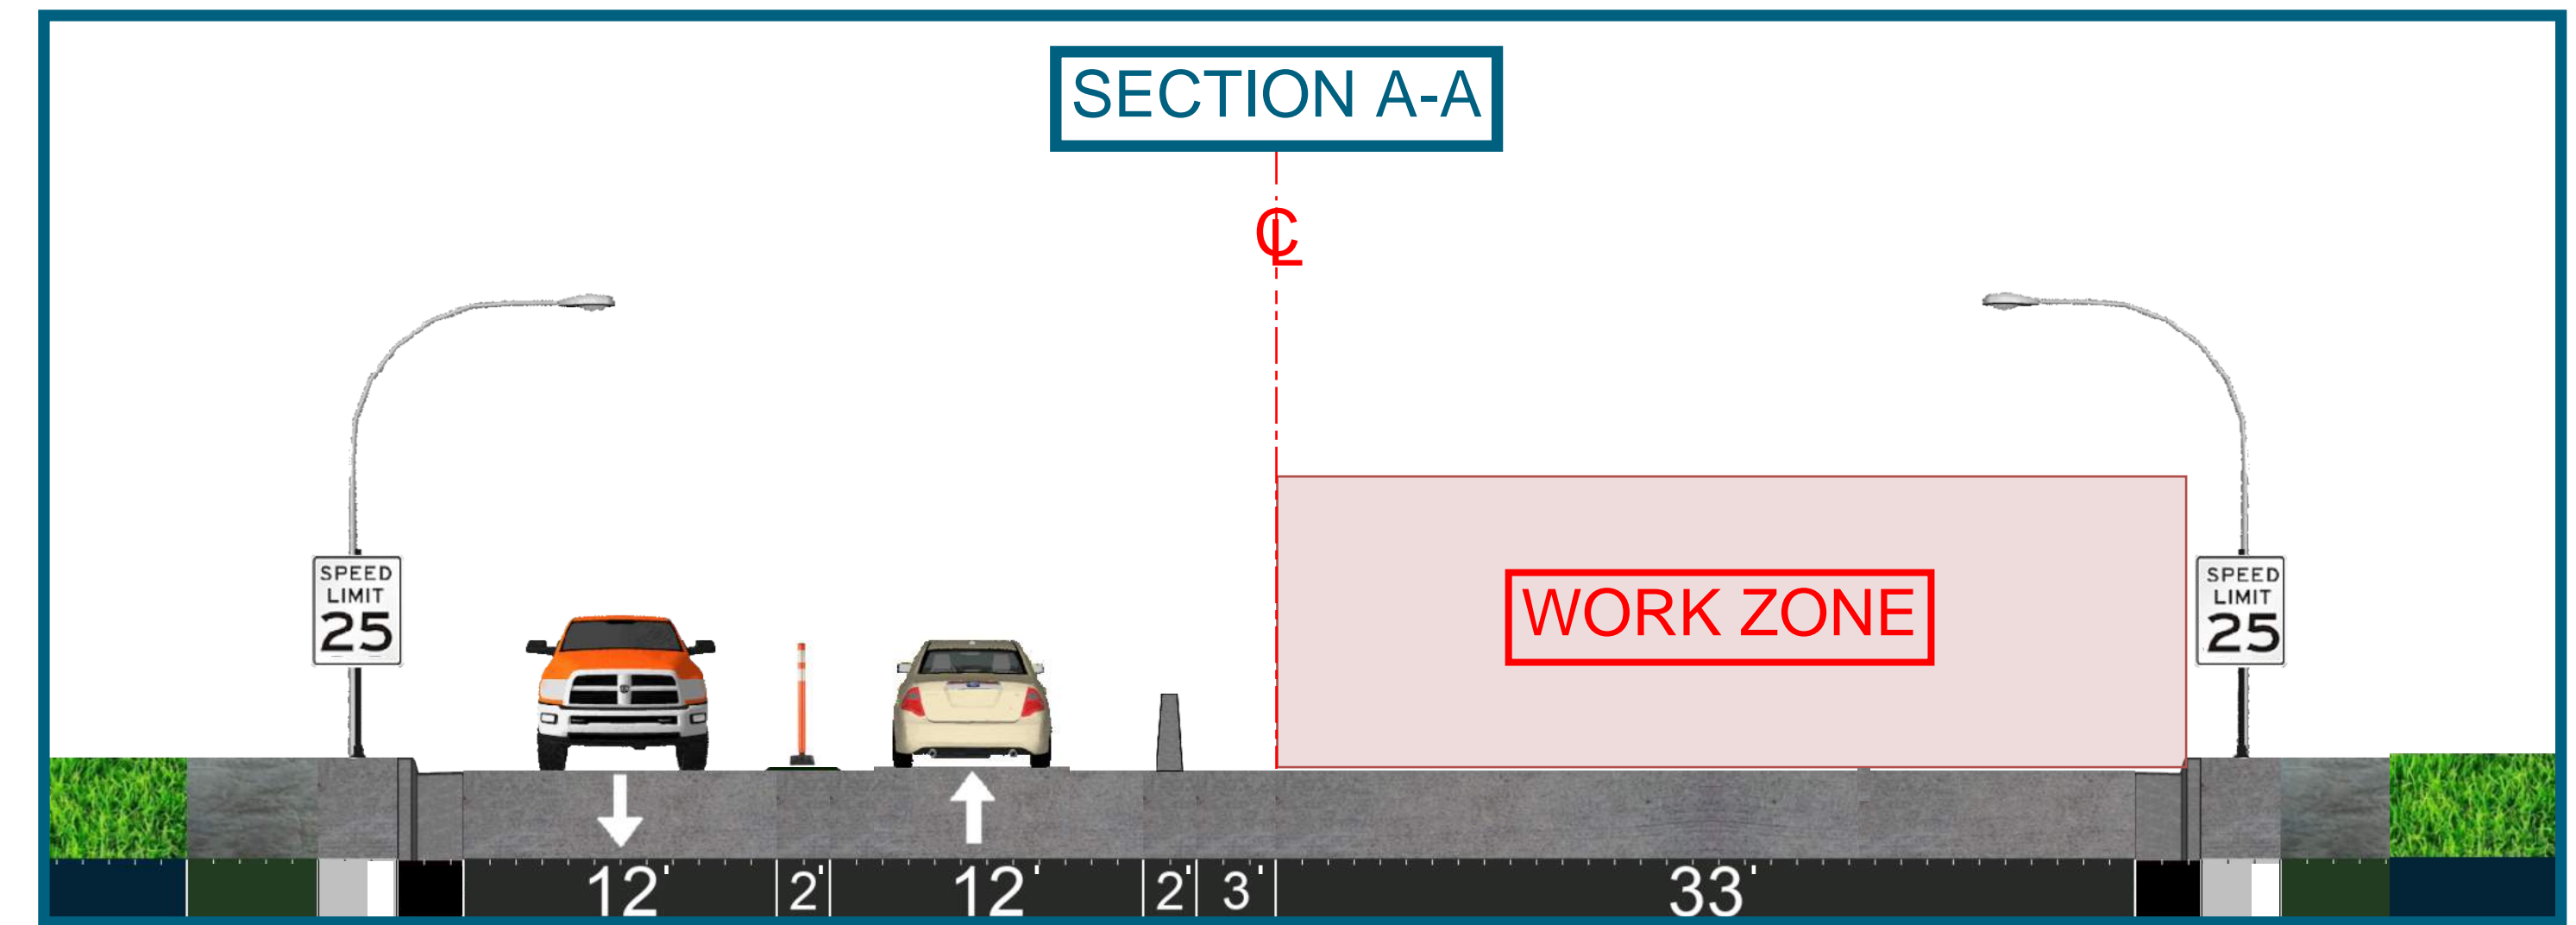 SECTION A-A
℄
SPEED
LIMIT
25
SPEED
LIMIT
25
WORK ZONE
12' 2' 12' 2' 3' 33'